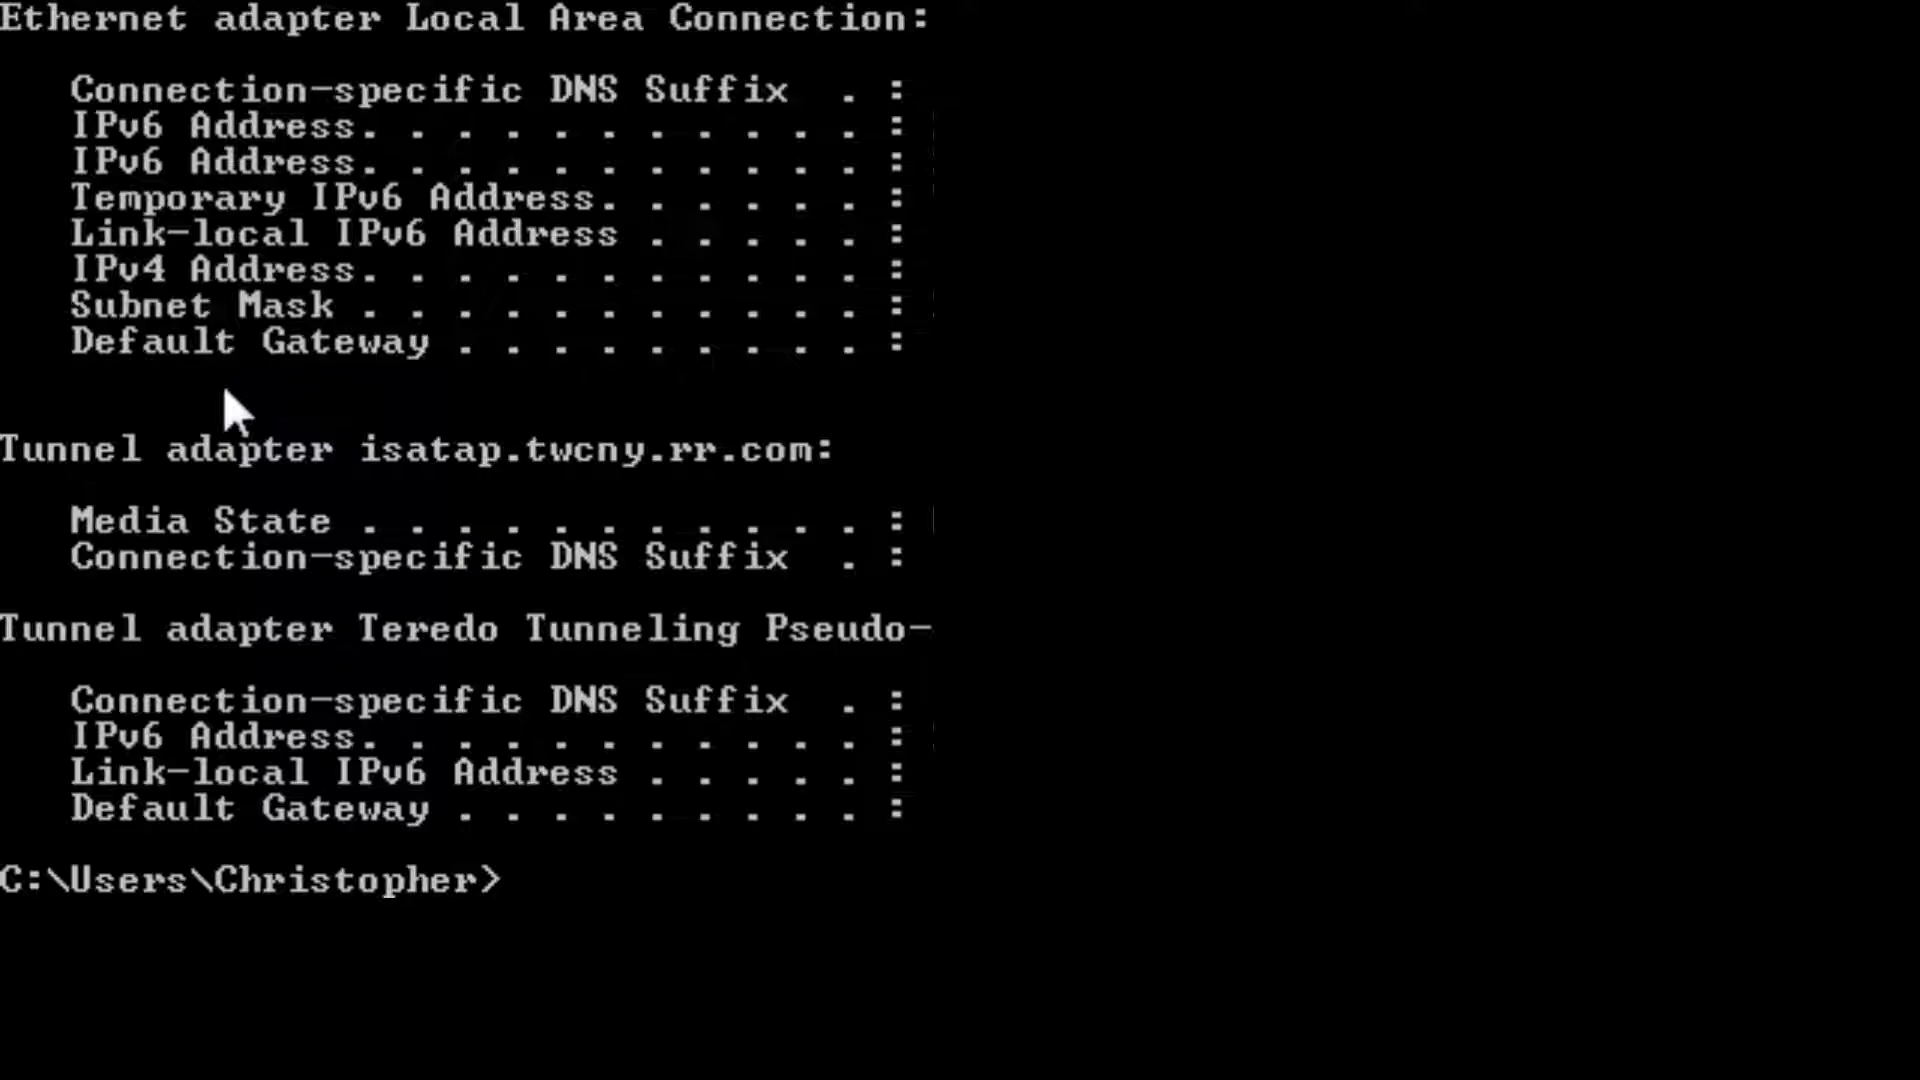 Ethernet adapter Local Area Connection:
Connection-specific DNS Suffix  . :
IPv6 Address. . . . . . . . . . . :
IPv6 Address. . . . . . . . . . . :
Temporary IPv6 Address. . . . . . :
Link-local IPv6 Address . . . . . :
IPv4 Address. . . . . . . . . . . :
Subnet Mask . . . . . . . . . . . :
Default Gateway . . . . . . . . . :
Tunnel adapter isatap.twcny.rr.com:
Media State . . . . . . . . . . . :
Connection-specific DNS Suffix  . :
Tunnel adapter Teredo Tunneling Pseudo-
Connection-specific DNS Suffix  . :
IPv6 Address. . . . . . . . . . . :
Link-local IPv6 Address . . . . . :
Default Gateway . . . . . . . . . :
C:\Users\Christopher>